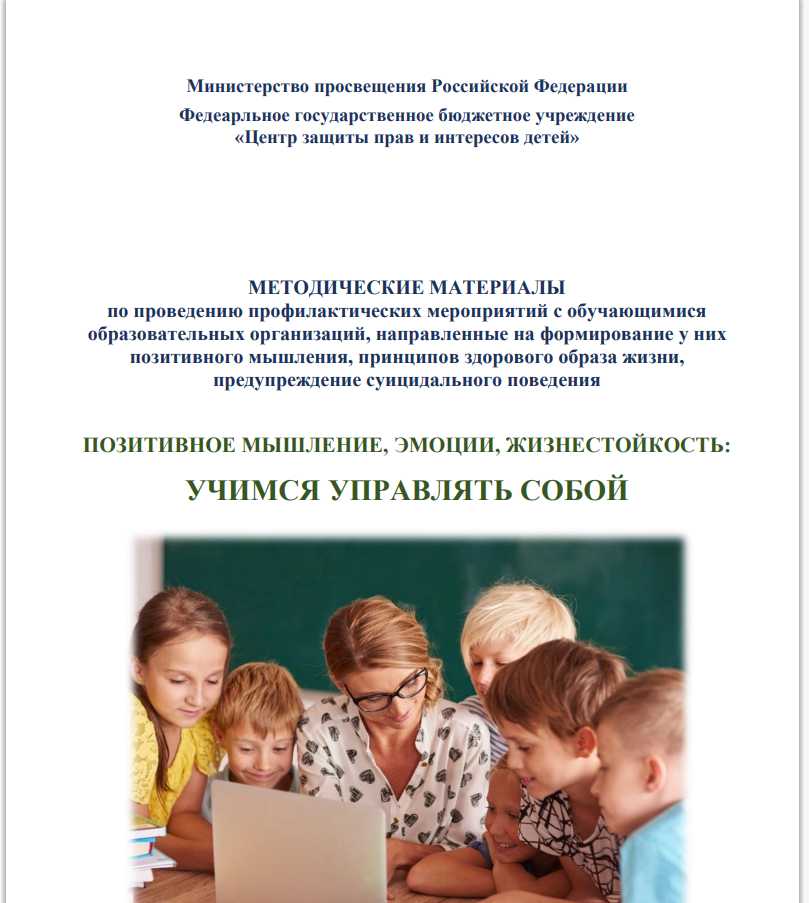 Министерство просвещения Российской Федерации
Федеарльное государственное бюджетное учреждение
«Центр защиты прав и интересов детей»
МЕТОДИЧЕСКИЕ МАТЕРИАЛЫ
по проведению профилактических мероприятий с обучающимися
образовательных организаций, направленные на формирование у них
позитивного мышления, принципов здорового образа жизни,
предупреждение суицидального поведения
ПОЗИТИВНОЕ МЫШЛЕНИЕ, ЭМОЦИИ, ЖИЗНЕСТОЙКОСТЬ:
УЧИМСЯ УПРАВЛЯТЬ СОБОЙ